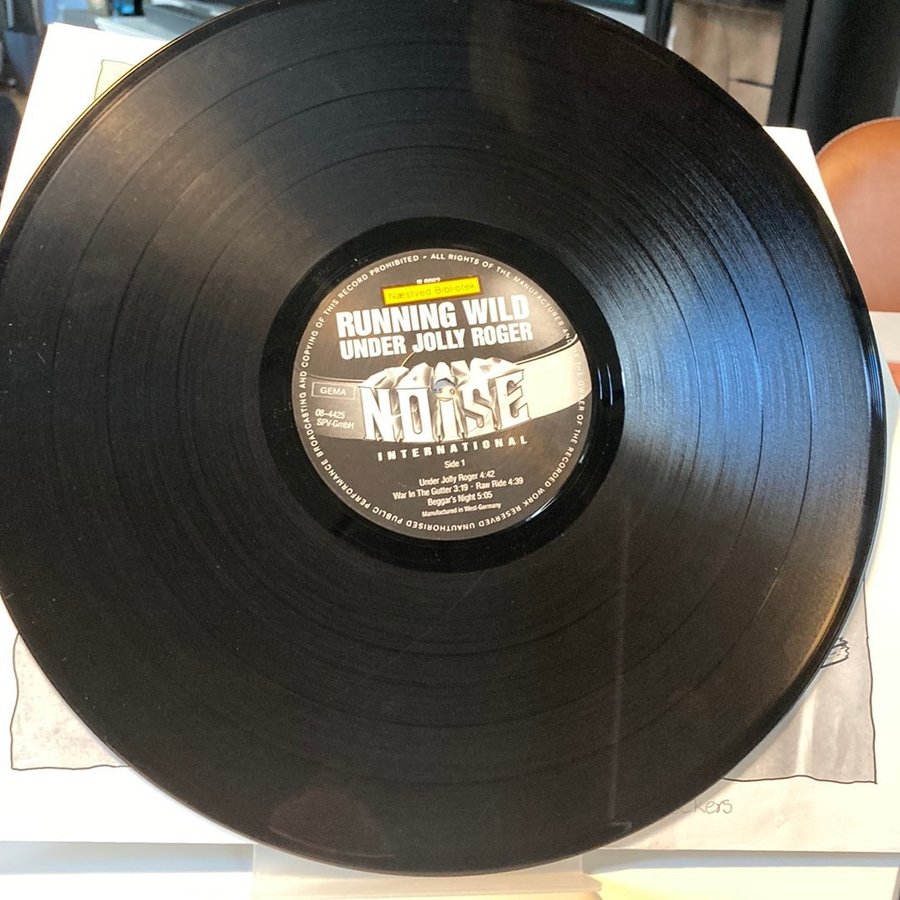 Næstved Bibliotek
RUNNING WILD
UNDER JOLLY ROGER
GEMA
NOISE
08-4425
SPV-GmbH
INTERNATIONAL
Side 1
Under Jolly Roger 4:42
War In The Gutter 3:19 - Raw Ride 4:39
Beggar's Night 5:05
Manufactured in West-Germany
ALL RIGHTS OF THE MANUFACTURER AND OF THE OWNER OF THE RECORDED WORK RESERVED UNAUTHORISED PUBLIC PERFORMANCE BROADCASTING AND COPYING OF THIS RECORD PROHIBITED -